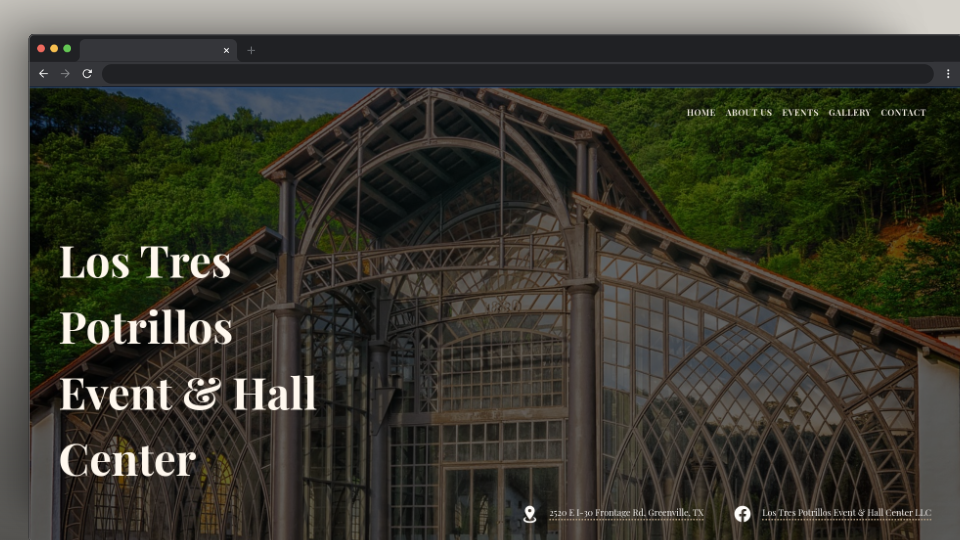 HOME ABOUT US EVENTS GALLERY CONTACT
Los Tres
Potrillos
Event & Hall
Center
2520 E I-30 Frontage Rd, Greenville, TX
Los Tres Potrillos Event & Hall Center LLC